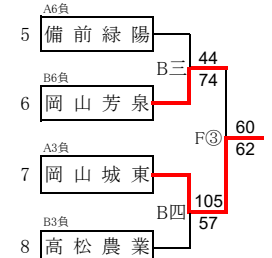 A6負
5 備前緑陽
B三 44
74
B6負
6 岡山芳泉
F③ 60
62
A3負
7 岡山城東
B四 105
57
B3負
8 高松農業